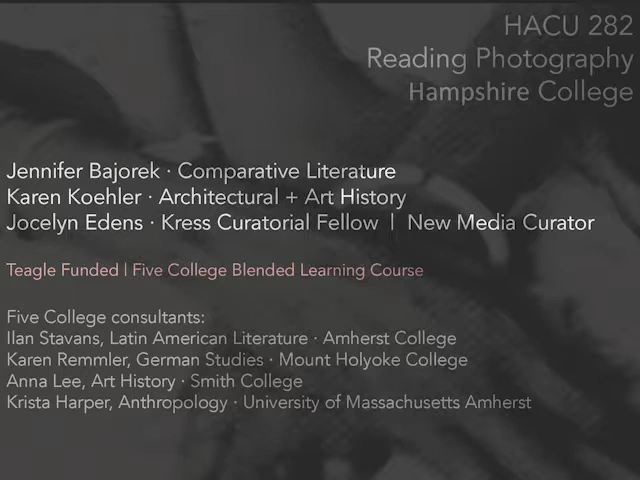 HACU 282
Reading Photography
Hampshire College
Jennifer Bajorek · Comparative Literature
Karen Koehler · Architectural + Art History
Jocelyn Edens · Kress Curatorial Fellow | New Media Curator
Teagle Funded | Five College Blended Learning Course
Five College consultants:
Ilan Stavans, Latin American Literature · Amherst College
Karen Remmler, German Studies · Mount Holyoke College
Anna Lee, Art History · Smith College
Krista Harper, Anthropology · University of Massachusetts Amherst